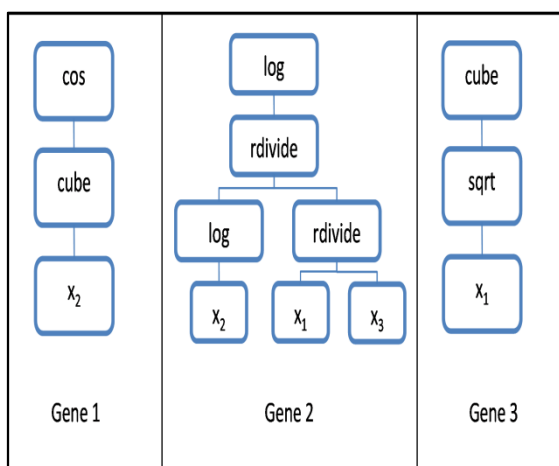 cos
cube
x₂
Gene 1
log
rdivide
log
rdivide
x₂
x₁
x₃
Gene 2
cube
sqrt
x₁
Gene 3